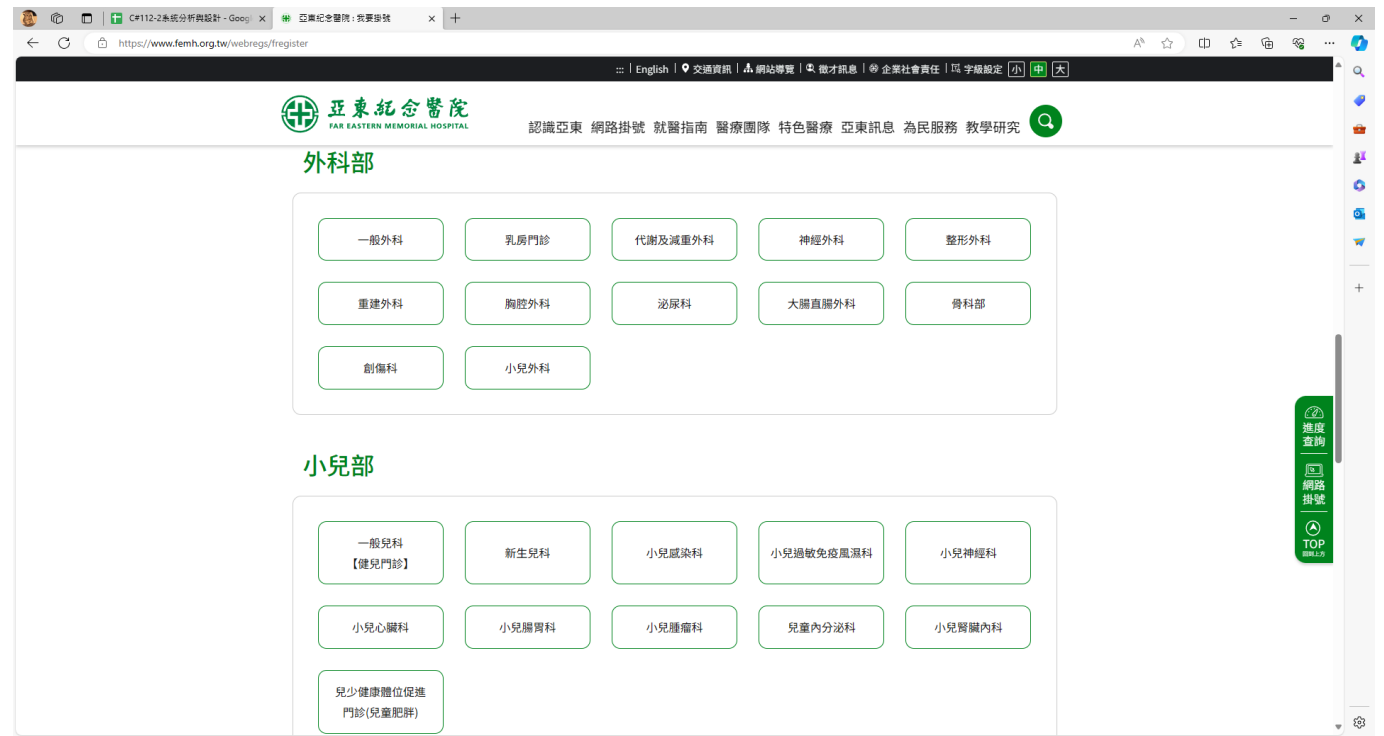 C#112-2系統分析與設計 - Googl
亞東紀念醫院 : 我要掛號
https://www.femh.org.tw/webregs/fregister
::: | English | 交通資訊 | 網站導覽 | 徵才訊息 | 企業社會責任 | 字級設定 小 中 大
亞東紀念醫院
FAR EASTERN MEMORIAL HOSPITAL
認識亞東 網路掛號 就醫指南 醫療團隊 特色醫療 亞東訊息 為民服務 教學研究
外科部
一般外科 乳房門診 代謝及減重外科 神經外科 整形外科
重建外科 胸腔外科 泌尿科 大腸直腸外科 骨科部
創傷科 小兒外科
進度
查詢
網路
掛號
TOP
回到上方
小兒部
一般兒科
【健兒門診】
新生兒科 小兒感染科 小兒過敏免疫風濕科 小兒神經科
小兒心臟科 小兒腸胃科 小兒腫瘤科 兒童內分泌科 小兒腎臟內科
兒少健康體位促進
門診(兒童肥胖)